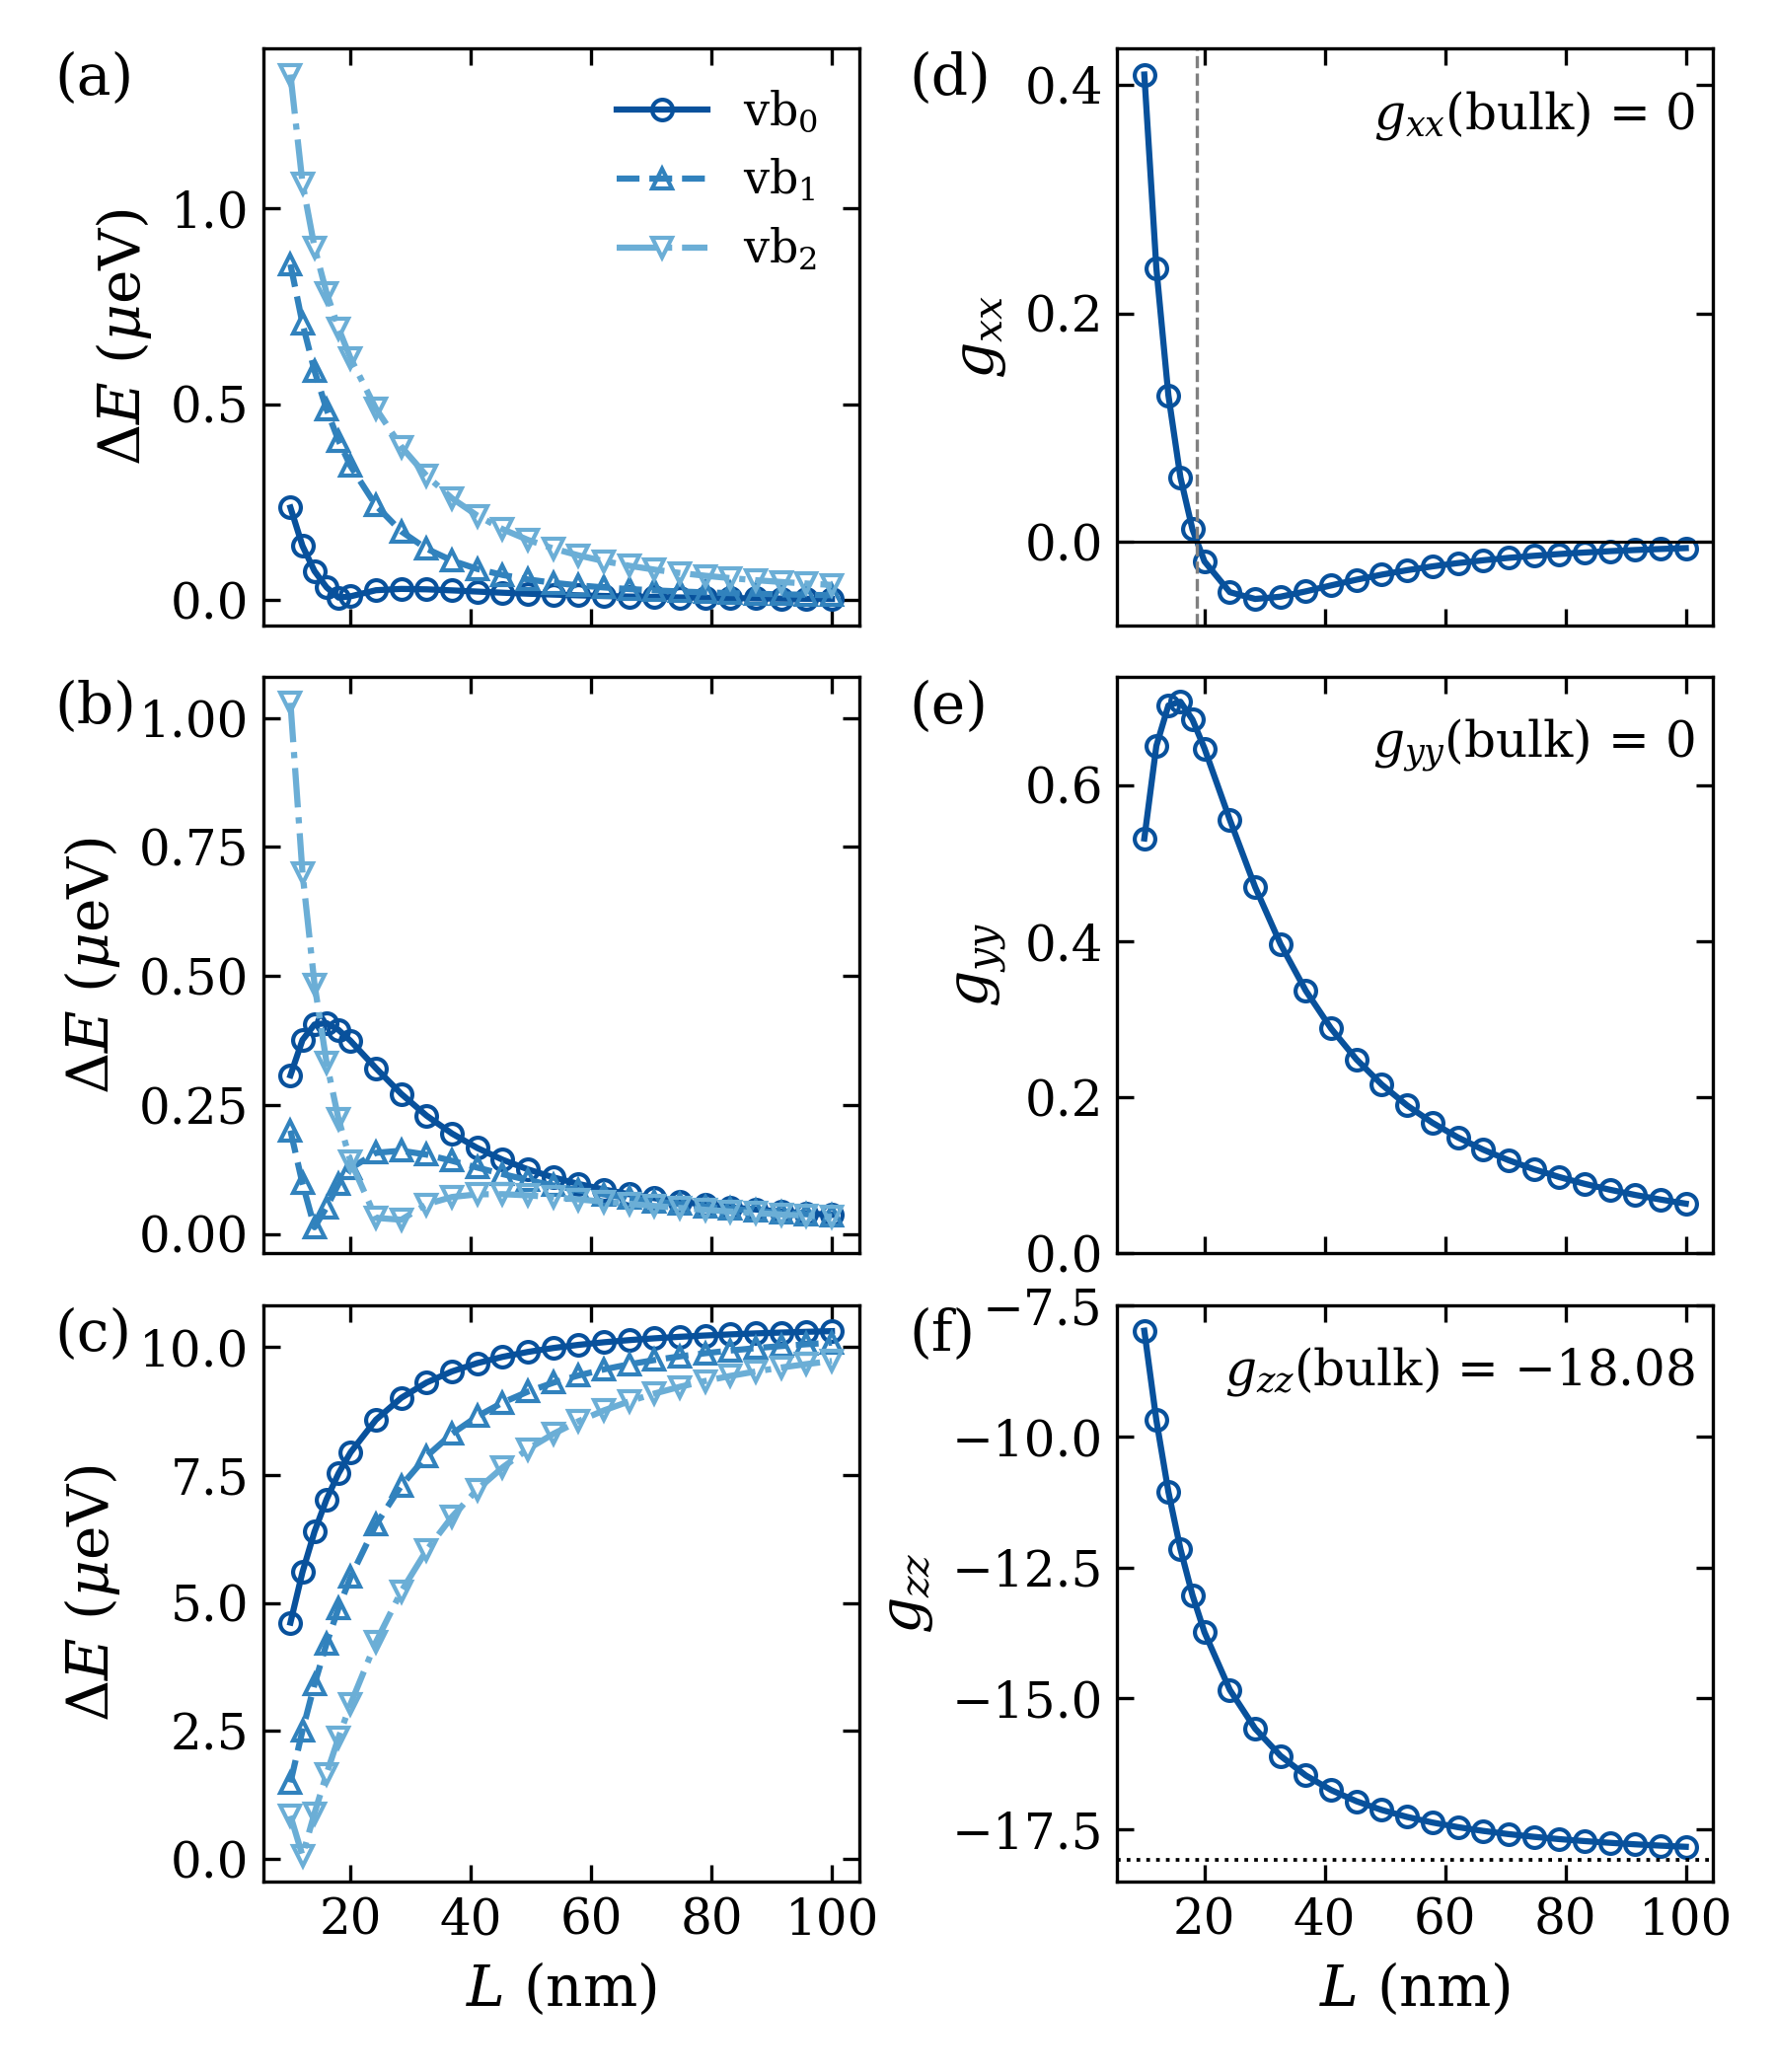 (a)
1.0
0.5
0.0
ΔE (μeV)
vb₀
vb₁
vb₂
(d)
0.4
0.2
0.0
gₓₓ
gₓₓ(bulk) = 0
(b)
1.00
0.75
0.50
0.25
0.00
ΔE (μeV)
(e)
0.6
0.4
0.2
0.0
g_yy
g_yy(bulk) = 0
(c)
10.0
7.5
5.0
2.5
0.0
ΔE (μeV)
20 40 60 80 100
L (nm)
(f)
−7.5
−10.0
−12.5
−15.0
−17.5
g_zz
g_zz(bulk) = −18.08
20 40 60 80 100
L (nm)